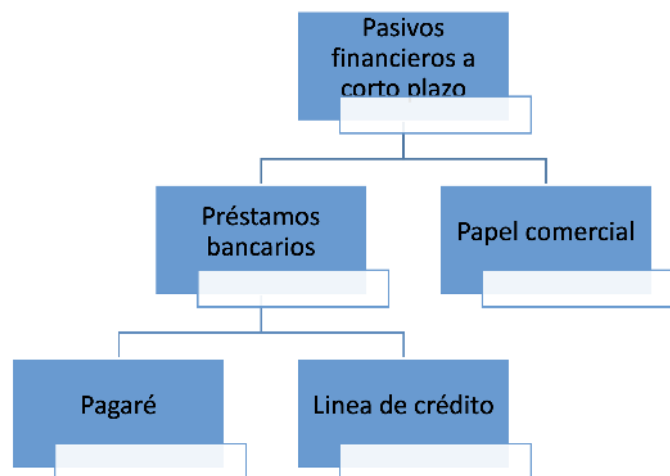 Pasivos
financieros a
corto plazo
Préstamos
bancarios
Papel comercial
Pagaré
Linea de crédito